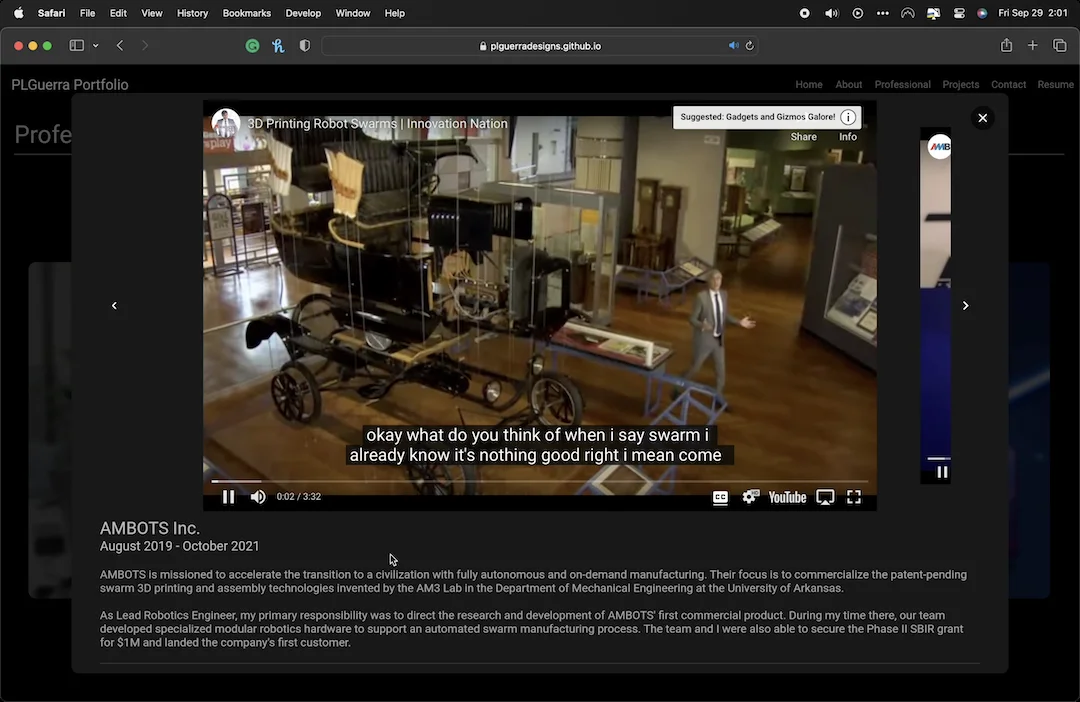 Safari File Edit View History Bookmarks Develop Window Help
Fri Sep 29 2:01
plguerradesigns.github.io
PLGuerra Portfolio
Home About Professional Projects Contact Resume
Profe
3D Printing Robot Swarms | Innovation Nation
Suggested: Gadgets and Gizmos Galore!
Share Info
play
okay what do you think of when i say swarm i
already know it's nothing good right i mean come
0:02 / 3:32
CC
HD
YouTube
AMBOTS Inc.
August 2019 - October 2021
AMBOTS is missioned to accelerate the transition to a civilization with fully autonomous and on-demand manufacturing. Their focus is to commercialize the patent-pending
swarm 3D printing and assembly technologies invented by the AM3 Lab in the Department of Mechanical Engineering at the University of Arkansas.
As Lead Robotics Engineer, my primary responsibility was to direct the research and development of AMBOTS' first commercial product. During my time there, our team
developed specialized modular robotics hardware to support an automated swarm manufacturing process. The team and I were also able to secure the Phase II SBIR grant
for $1M and landed the company's first customer.